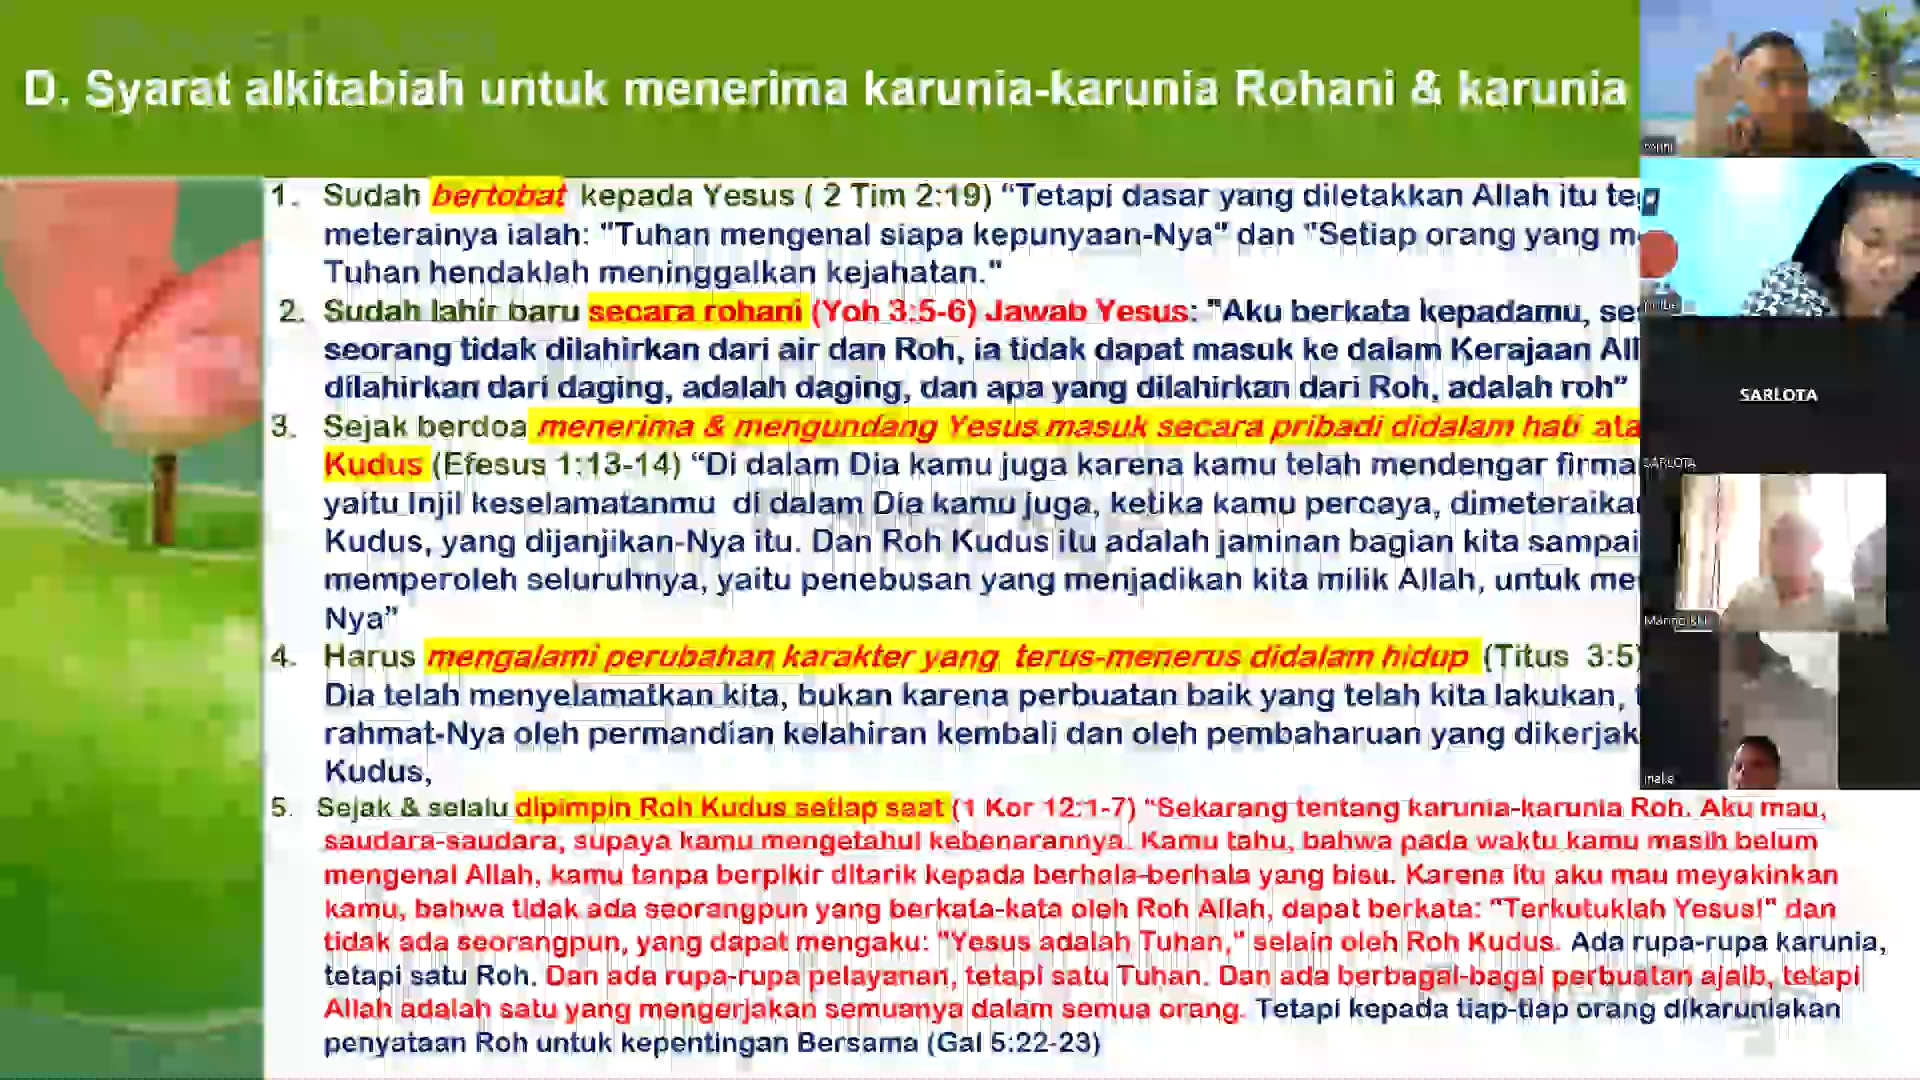 D. Syarat alkitabiah untuk menerima karunia-karunia Rohani & karunia
1. Sudah bertobat kepada Yesus ( 2 Tim 2:19) “Tetapi dasar yang diletakkan Allah itu
meterainya ialah: "Tuhan mengenal siapa kepunyaan-Nya" dan "Setiap orang yang
Tuhan hendaklah meninggalkan kejahatan."
2. Sudah lahir baru secara rohani (Yoh 3:5-6) Jawab Yesus: "Aku berkata kepadamu,
seorang tidak dilahirkan dari air dan Roh, ia tidak dapat masuk ke dalam Kerajaan
dilahirkan dari daging, adalah daging, dan apa yang dilahirkan dari Roh, adalah roh”
3. Sejak berdoa menerima & mengundang Yesus masuk secara pribadi didalam hati
Kudus (Efesus 1:13-14) “Di dalam Dia kamu juga karena kamu telah mendengar
yaitu Injil keselamatanmu di dalam Dia kamu juga, ketika kamu percaya,
Kudus, yang dijanjikan-Nya itu. Dan Roh Kudus itu adalah jaminan bagian kita sampai
memperoleh seluruhnya, yaitu penebusan yang menjadikan kita milik Allah, untuk
Nya”
4. Harus mengalami perubahan karakter yang terus-menerus didalam hidup (Titus 3:5)
Dia telah menyelamatkan kita, bukan karena perbuatan baik yang telah kita lakukan,
rahmat-Nya oleh permandian kelahiran kembali dan oleh pembaharuan yang
Kudus,
5. Sejak & selalu dipimpin Roh Kudus setiap saat (1 Kor 12:1-7) “Sekarang tentang karunia-karunia Roh. Aku mau,
saudara-saudara, supaya kamu mengetahui kebenarannya. Kamu tahu, bahwa pada waktu kamu masih belum
mengenal Allah, kamu tanpa berpikir ditarik kepada berhala-berhala yang bisu. Karena itu aku mau meyakinkan
kamu, bahwa tidak ada seorangpun yang berkata-kata oleh Roh Allah, dapat berkata: "Terkutuklah Yesus!" dan
tidak ada seorangpun, yang dapat mengaku: "Yesus adalah Tuhan," selain oleh Roh Kudus. Ada rupa-rupa karunia,
tetapi satu Roh. Dan ada rupa-rupa pelayanan, tetapi satu Tuhan. Dan ada berbagai-bagai perbuatan ajaib, tetapi
Allah adalah satu yang mengerjakan semuanya dalam semua orang. Tetapi kepada tiap-tiap orang dikaruniakan
penyataan Roh untuk kepentingan Bersama (Gal 5:22-23)
SARLOTA
SARLOTA